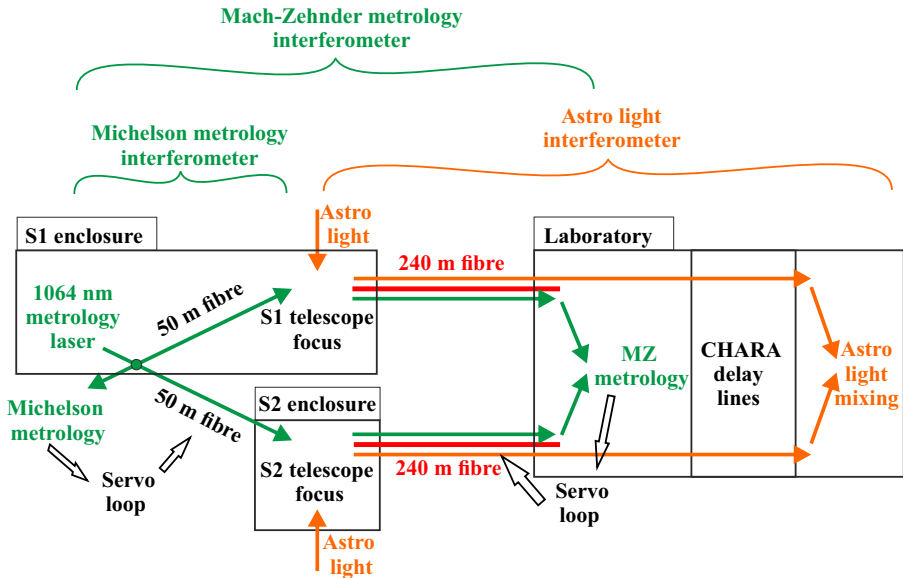 Mach-Zehnder metrology
interferometer
Astro light
interferometer
Michelson metrology
interferometer
S1 enclosure
Astro
light
Laboratory
240 m fibre
1064 nm
metrology
laser
50 m fibre
S1 telescope
focus
MZ
metrology
CHARA
delay
lines
Astro
light
mixing
Michelson
metrology
50 m fibre
S2 enclosure
S2 telescope
focus
240 m fibre
Servo
loop
Servo
loop
Astro
light